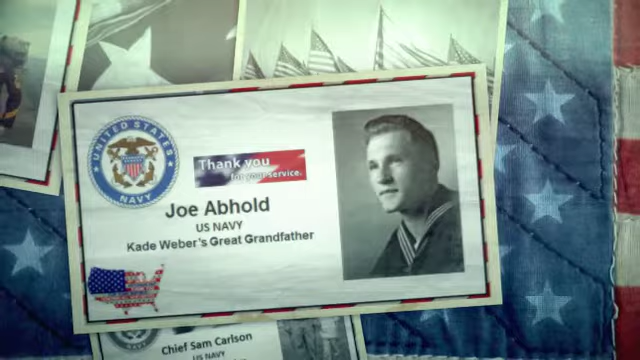 UNITED STATES
NAVY
Thank you
for your service.
Joe Abhold
US NAVY
Kade Weber's Great Grandfather
Chief Sam Carlson
US NAVY